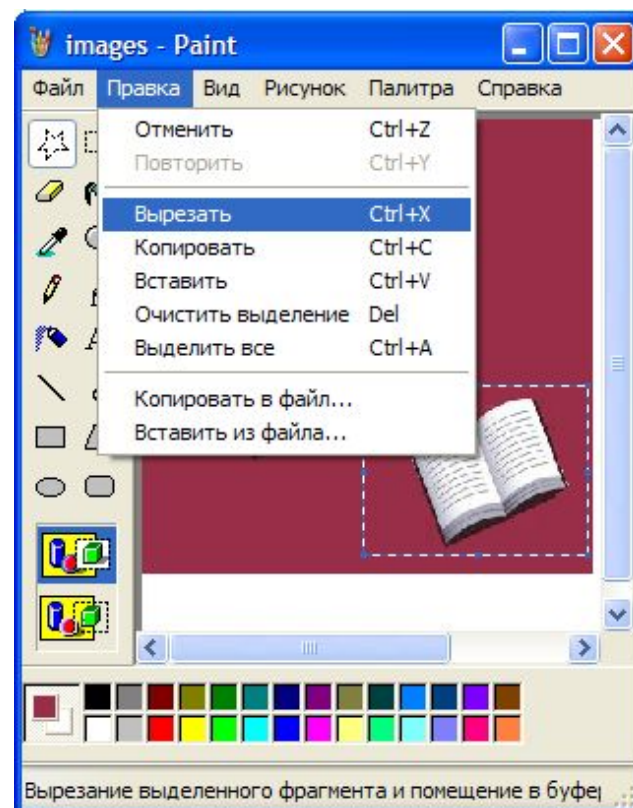 images - Paint
Файл Правка Вид Рисунок Палитра Справка
Отменить Ctrl+Z
Повторить Ctrl+Y
Вырезать Ctrl+X
Копировать Ctrl+C
Вставить Ctrl+V
Очистить выделение Del
Выделить все Ctrl+A
Копировать в файл...
Вставить из файла...
Вырезание выделенного фрагмента и помещение в буфе